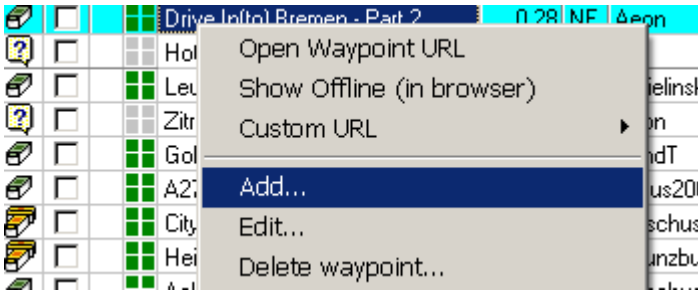 Drive In(to) Bremen - Part 2 0.28 NE Aeon
Open Waypoint URL
Show Offline (in browser)
Custom URL
Add...
Edit...
Delete waypoint...